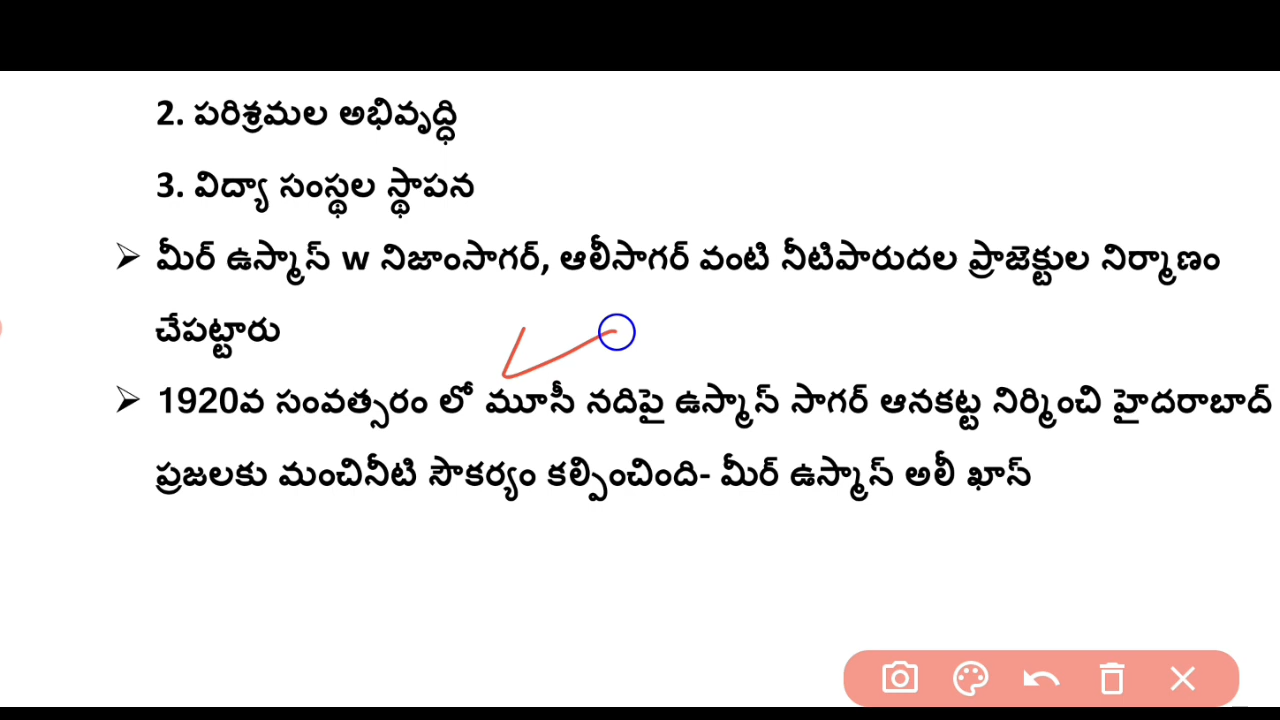 2. పరిశ్రమల అభివృద్ధి
3. విద్యా సంస్థల స్థాపన
➢ మీర్ ఉస్మాస్ w నిజాంసాగర్, ఆలీసాగర్ వంటి నీటిపారుదల ప్రాజెక్టుల నిర్మాణం
చేపట్టారు
➢ 1920వ సంవత్సరం లో మూసీ నదిపై ఉస్మాస్ సాగర్ ఆనకట్ట నిర్మించి హైదరాబాద్
ప్రజలకు మంచినీటి సౌకర్యం కల్పించింది- మీర్ ఉస్మాస్ అలీ ఖాస్